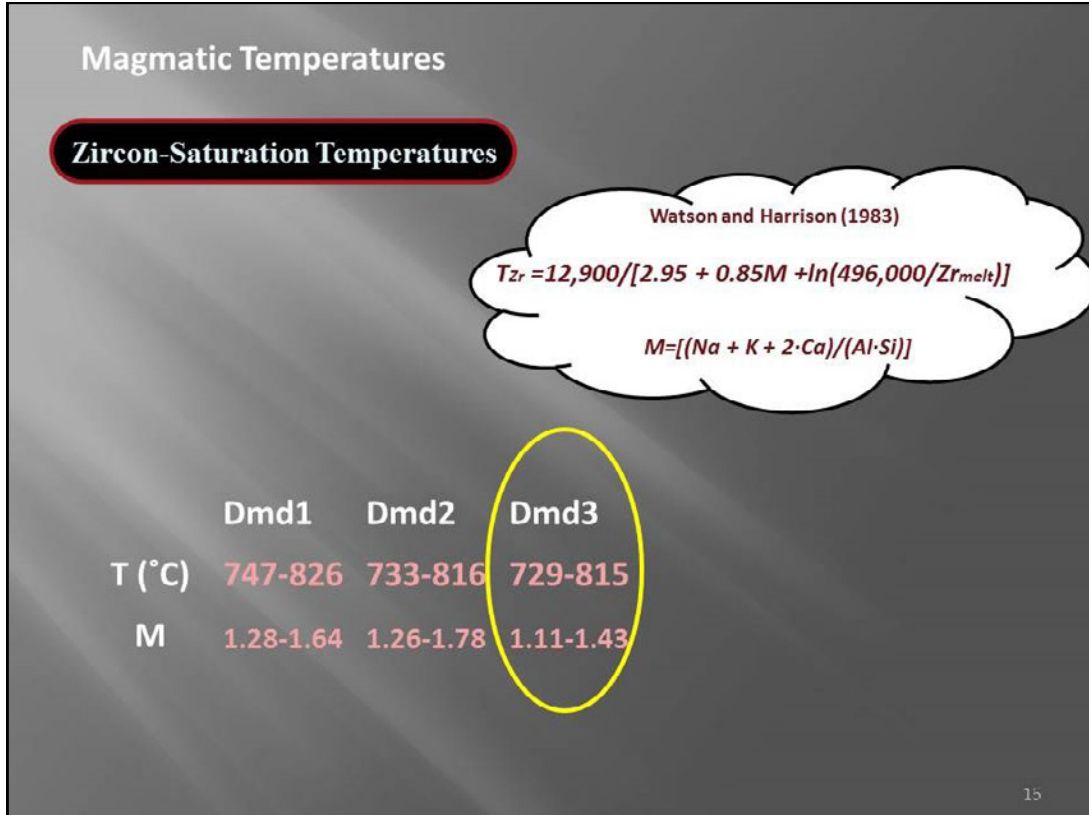 Magmatic Temperatures
Zircon-Saturation Temperatures
Watson and Harrison (1983)
TZr =12,900/[2.95 + 0.85M +ln(496,000/Zrmelt)]
M=[(Na + K + 2·Ca)/(Al·Si)]
Dmd1 Dmd2 Dmd3
T (˚C) 747-826 733-816 729-815
M 1.28-1.64 1.26-1.78 1.11-1.43
15